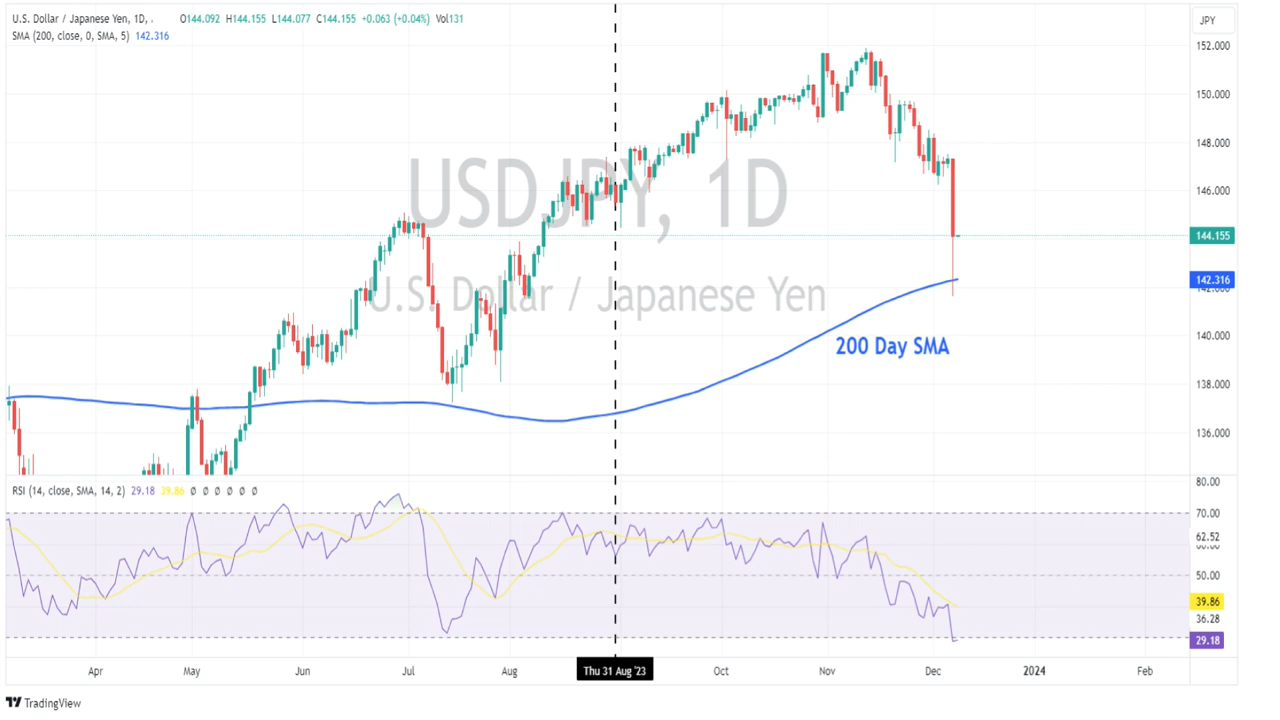 U.S. Dollar / Japanese Yen, 1D, . O144.092 H144.155 L144.077 C144.155 +0.063 (+0.04%) Vol131
SMA (200, close, 0, SMA, 5) 142.316
JPY
152.000
150.000
148.000
146.000
144.155
142.316
142.000
140.000
138.000
136.000
USDJPY, 1D
U.S. Dollar / Japanese Yen
200 Day SMA
RSI (14, close, SMA, 14, 2) 29.18 39.86 Ø Ø Ø Ø Ø Ø
80.00
70.00
62.52
60.00
50.00
39.86
36.28
29.18
Apr May Jun Jul Aug Thu 31 Aug '23 Oct Nov Dec 2024 Feb
TradingView